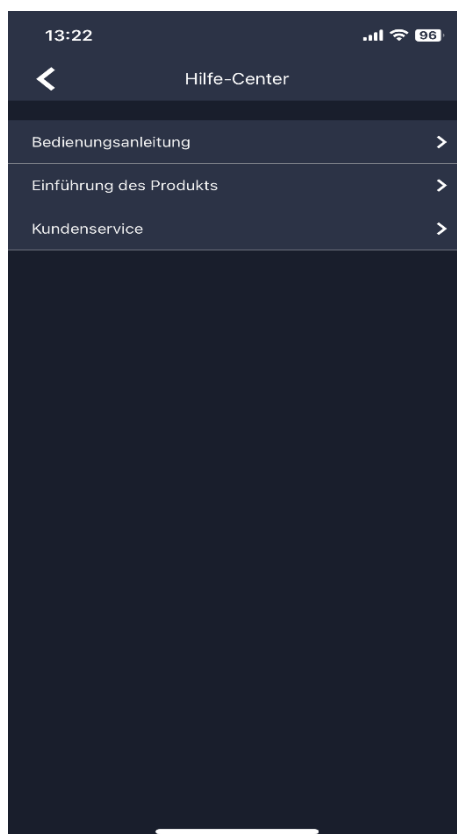 13:22
96
Hilfe-Center
Bedienungsanleitung
Einführung des Produkts
Kundenservice